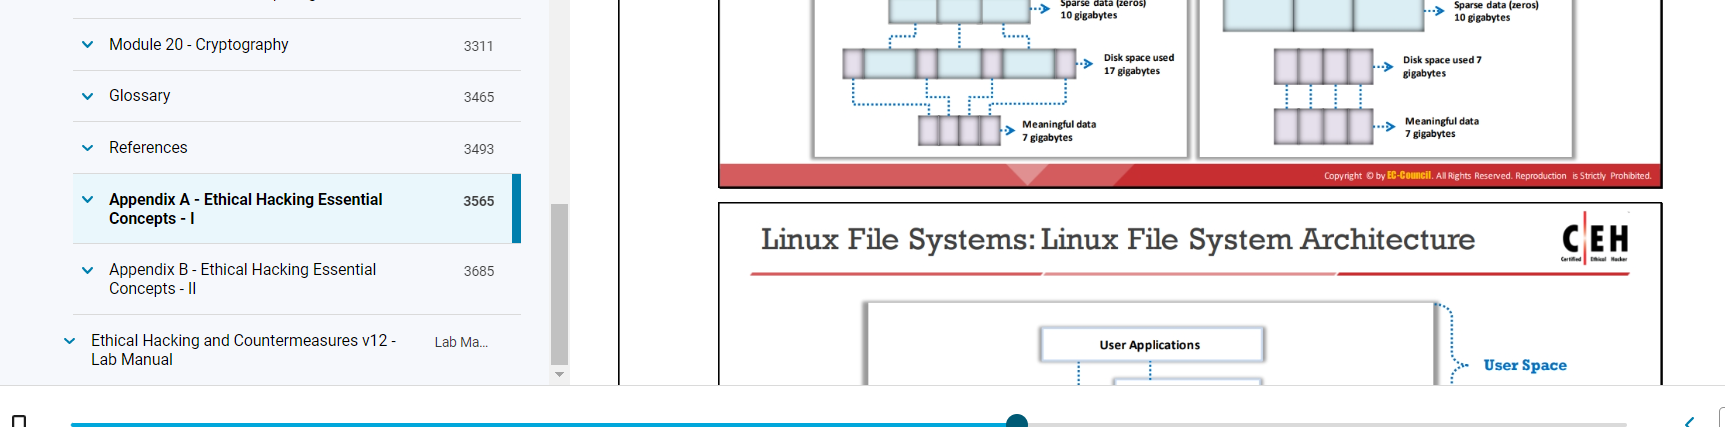 Module 20 - Cryptography 3311
Glossary 3465
References 3493
Appendix A - Ethical Hacking Essential 3565
Concepts - I
Appendix B - Ethical Hacking Essential 3685
Concepts - II
Ethical Hacking and Countermeasures v12 - Lab Ma...
Lab Manual
Sparse data (zeros)
10 gigabytes
Disk space used
17 gigabytes
Meaningful data
7 gigabytes
Sparse data (zeros)
10 gigabytes
Disk space used 7
gigabytes
Meaningful data
7 gigabytes
Copyright © by EC-Council. All Rights Reserved. Reproduction is Strictly Prohibited.
Linux File Systems: Linux File System Architecture
CEH
Certified Ethical Hacker
User Applications
User Space